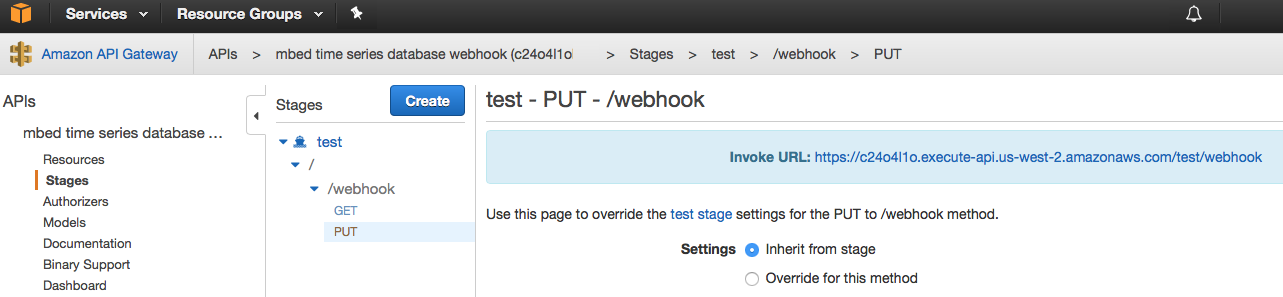 Services Resource Groups
Amazon API Gateway APIs > mbed time series database webhook (c24o4l1o > Stages > test > /webhook > PUT
APIs
mbed time series database ...
Resources
Stages
Authorizers
Models
Documentation
Binary Support
Dashboard
Stages Create
test
/
/webhook
GET
PUT
test - PUT - /webhook
Invoke URL: https://c24o4l1o.execute-api.us-west-2.amazonaws.com/test/webhook
Use this page to override the test stage settings for the PUT to /webhook method.
Settings Inherit from stage
Override for this method